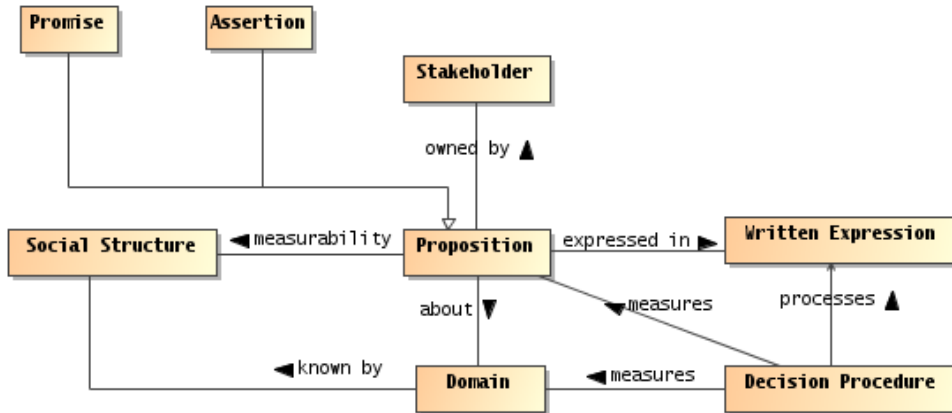 Promise
Assertion
Stakeholder
owned by ▲
Social Structure
◀ measurability
Proposition
expressed in ▶
Written Expression
about ▼
◀ measures
processes ▲
◀ known by
Domain
◀ measures
Decision Procedure